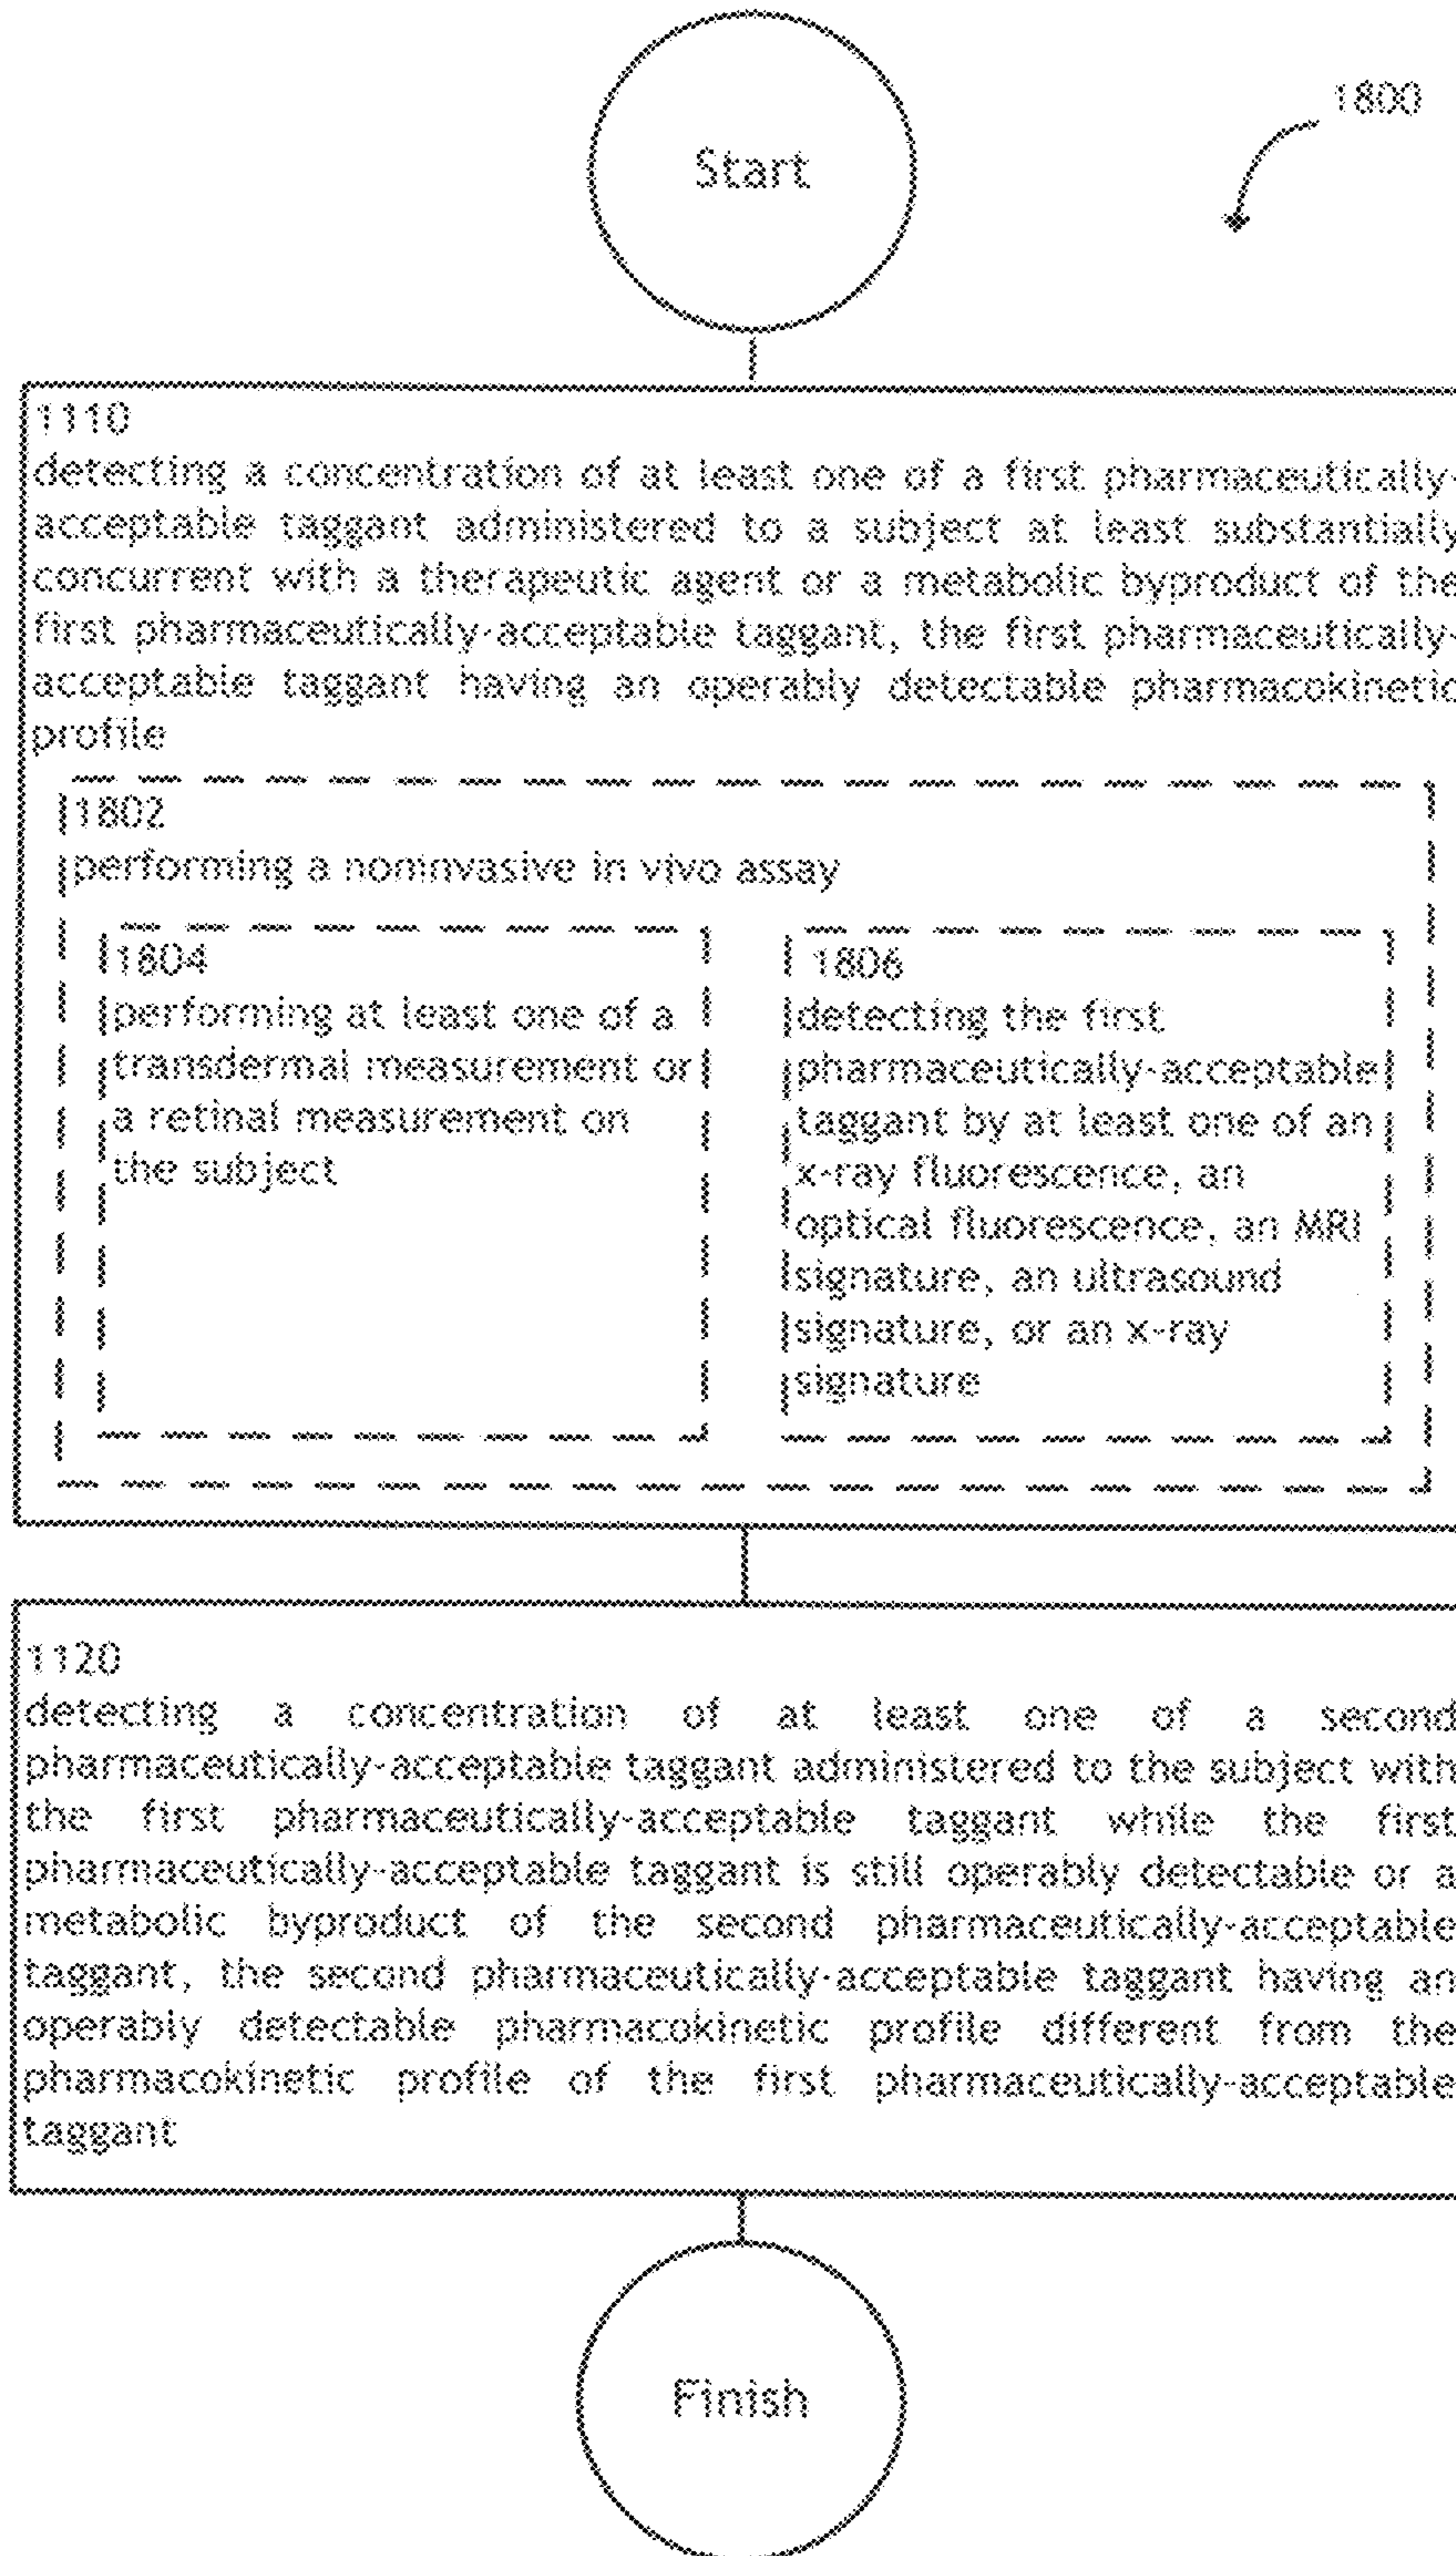 Start
1800
1110
detecting a concentration of at least one of a first pharmaceutically-
acceptable taggant administered to a subject at least substantially
concurrent with a therapeutic agent or a metabolic byproduct of the
first pharmaceutically-acceptable taggant, the first pharmaceutically-
acceptable taggant having an operably detectable pharmacokinetic
profile
1802
performing a noninvasive in vivo assay
1804
performing at least one of a
transdermal measurement or
a retinal measurement on
the subject
1806
detecting the first
pharmaceutically-acceptable
taggant by at least one of an
x-ray fluorescence, an
optical fluorescence, an MRI
signature, an ultrasound
signature, or an x-ray
signature
1120
detecting a concentration of at least one of a second
pharmaceutically-acceptable taggant administered to the subject with
the first pharmaceutically-acceptable taggant while the first
pharmaceutically-acceptable taggant is still operably detectable or a
metabolic byproduct of the second pharmaceutically-acceptable
taggant, the second pharmaceutically-acceptable taggant having an
operably detectable pharmacokinetic profile different from the
pharmacokinetic profile of the first pharmaceutically-acceptable
taggant
Finish